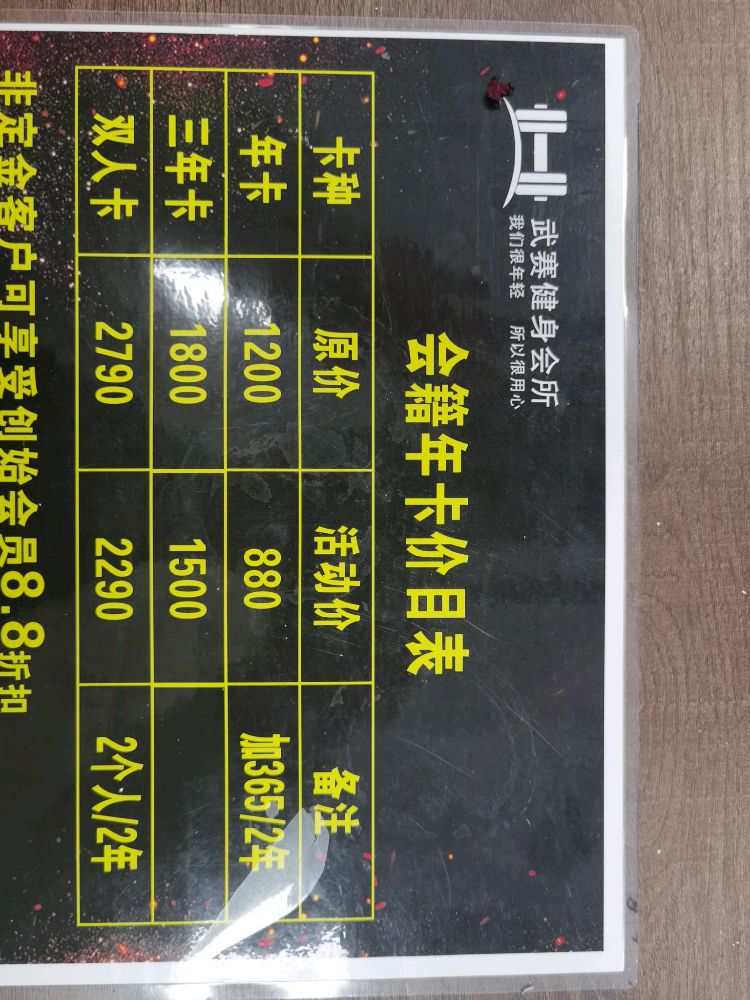 武赛健身会所
我们很年轻 所以很用心
会籍年卡价目表
卡种 原价 活动价 备注
年卡 1200 880 加365/2年
三年卡 1800 1500
双人卡 2790 2290 2个人/2年
非定金客户可享受创始会员8.8折扣